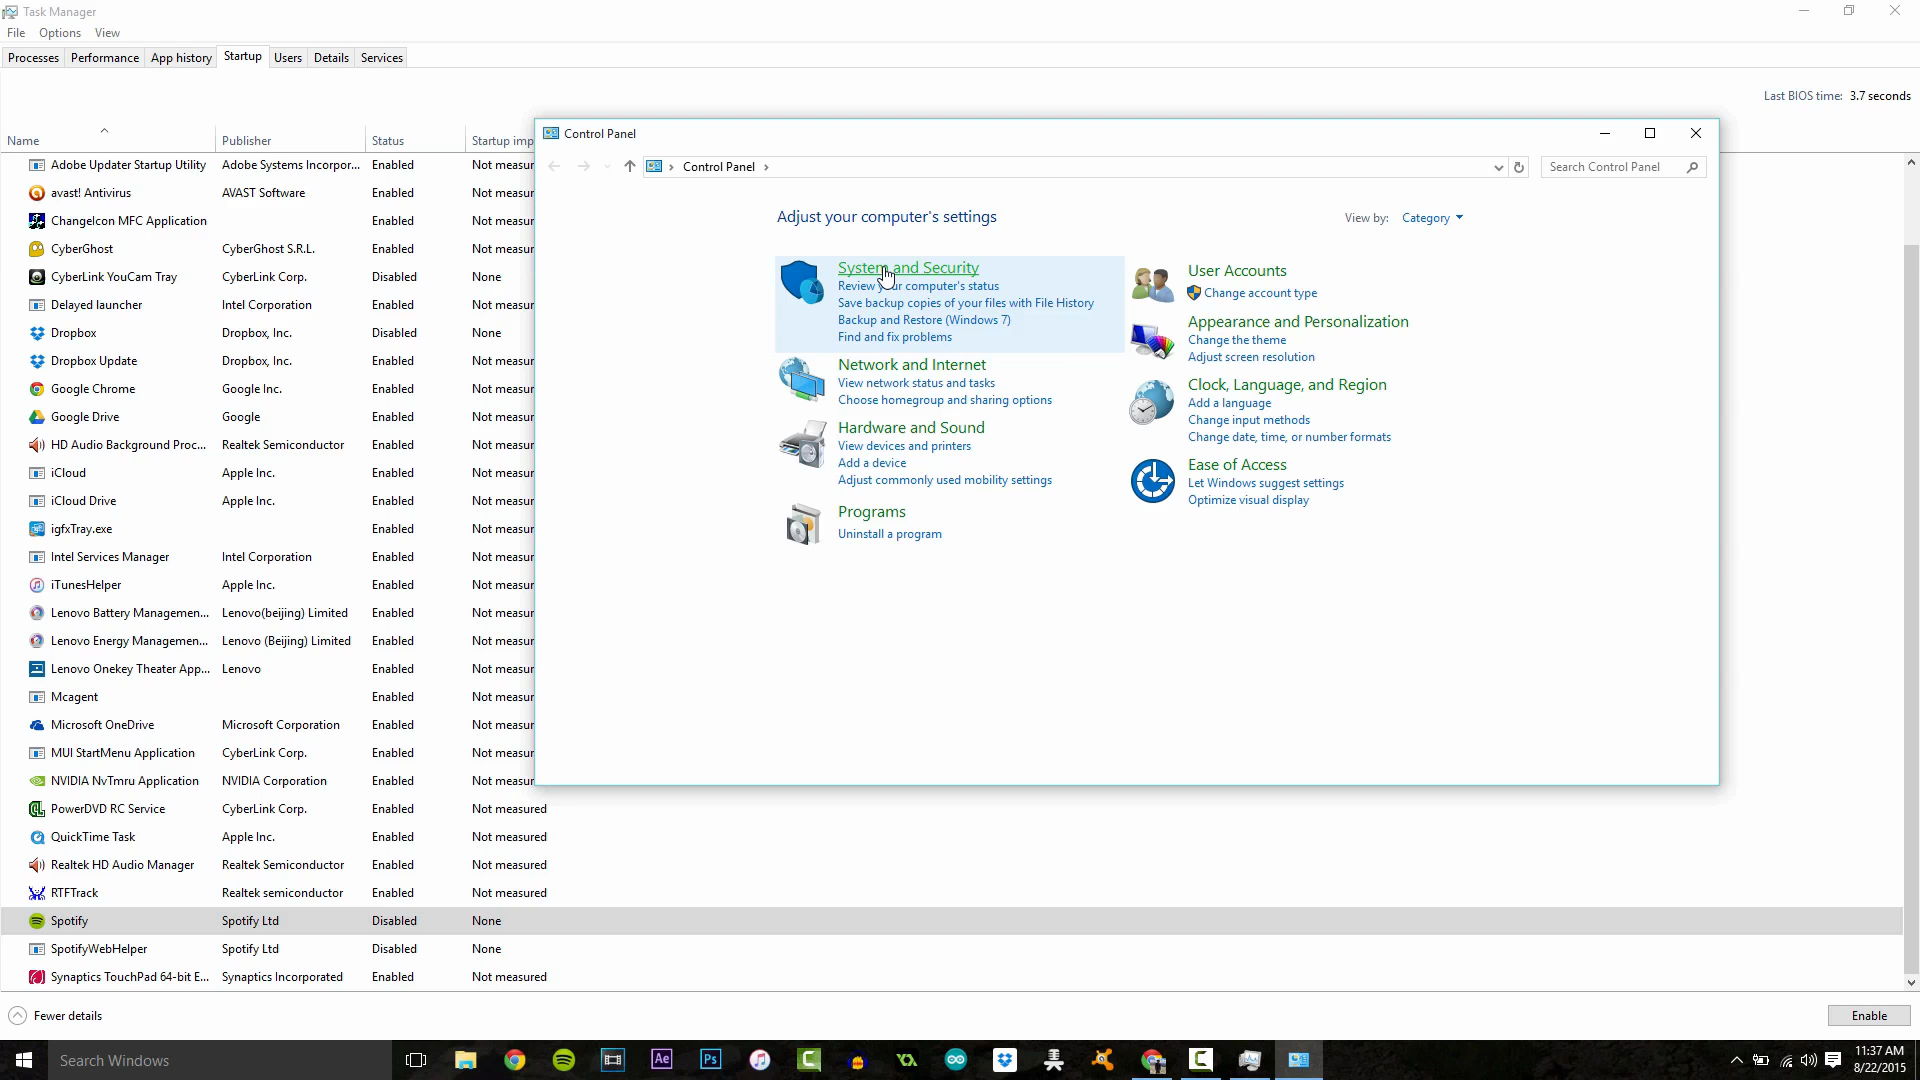 Task Manager
File Options View
Processes Performance App history Startup Users Details Services
Last BIOS time: 3.7 seconds
Name Publisher Status Startup imp
Adobe Updater Startup Utility Adobe Systems Incorpor... Enabled Not measur
avast! Antivirus AVAST Software Enabled Not measur
ChangeIcon MFC Application Enabled Not measur
CyberGhost CyberGhost S.R.L. Enabled Not measur
CyberLink YouCam Tray CyberLink Corp. Disabled None
Delayed launcher Intel Corporation Enabled Not measur
Dropbox Dropbox, Inc. Disabled None
Dropbox Update Dropbox, Inc. Enabled Not measur
Google Chrome Google Inc. Enabled Not measur
Google Drive Google Enabled Not measur
HD Audio Background Proc... Realtek Semiconductor Enabled Not measur
iCloud Apple Inc. Enabled Not measur
iCloud Drive Apple Inc. Enabled Not measur
igfxTray.exe Enabled Not measur
Intel Services Manager Intel Corporation Enabled Not measur
iTunesHelper Apple Inc. Enabled Not measur
Lenovo Battery Managemen... Lenovo(beijing) Limited Enabled Not measur
Lenovo Energy Managemen... Lenovo (Beijing) Limited Enabled Not measur
Lenovo Onekey Theater App... Lenovo Enabled Not measur
Mcagent Enabled Not measur
Microsoft OneDrive Microsoft Corporation Enabled Not measur
MUI StartMenu Application CyberLink Corp. Enabled Not measur
NVIDIA NvTmru Application NVIDIA Corporation Enabled Not measur
PowerDVD RC Service CyberLink Corp. Enabled Not measured
QuickTime Task Apple Inc. Enabled Not measured
Realtek HD Audio Manager Realtek Semiconductor Enabled Not measured
RTFTrack Realtek semiconductor Enabled Not measured
Spotify Spotify Ltd Disabled None
SpotifyWebHelper Spotify Ltd Disabled None
Synaptics TouchPad 64-bit E... Synaptics Incorporated Enabled Not measured
Fewer details
Enable
Control Panel
Control Panel
Search Control Panel
Adjust your computer's settings
View by: Category
System and Security
Review your computer's status
Save backup copies of your files with File History
Backup and Restore (Windows 7)
Find and fix problems
Network and Internet
View network status and tasks
Choose homegroup and sharing options
Hardware and Sound
View devices and printers
Add a device
Adjust commonly used mobility settings
Programs
Uninstall a program
User Accounts
Change account type
Appearance and Personalization
Change the theme
Adjust screen resolution
Clock, Language, and Region
Add a language
Change input methods
Change date, time, or number formats
Ease of Access
Let Windows suggest settings
Optimize visual display
Search Windows
Ae
Ps
11:37 AM
8/22/2015